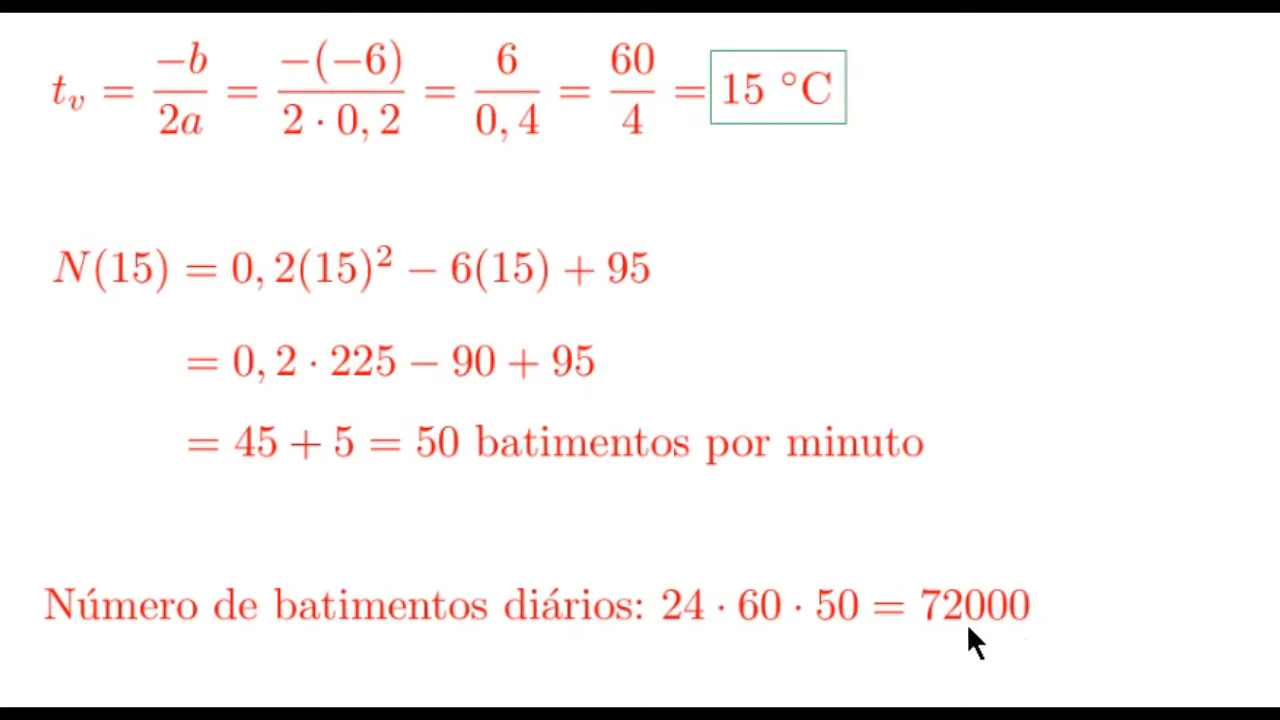 t_v = −b/2a = −(−6)/2 · 0,2 = 6/0,4 = 60/4 = 15 °C
N(15) = 0,2(15)² − 6(15) + 95
= 0,2 · 225 − 90 + 95
= 45 + 5 = 50 batimentos por minuto
Número de batimentos diários: 24 · 60 · 50 = 72000